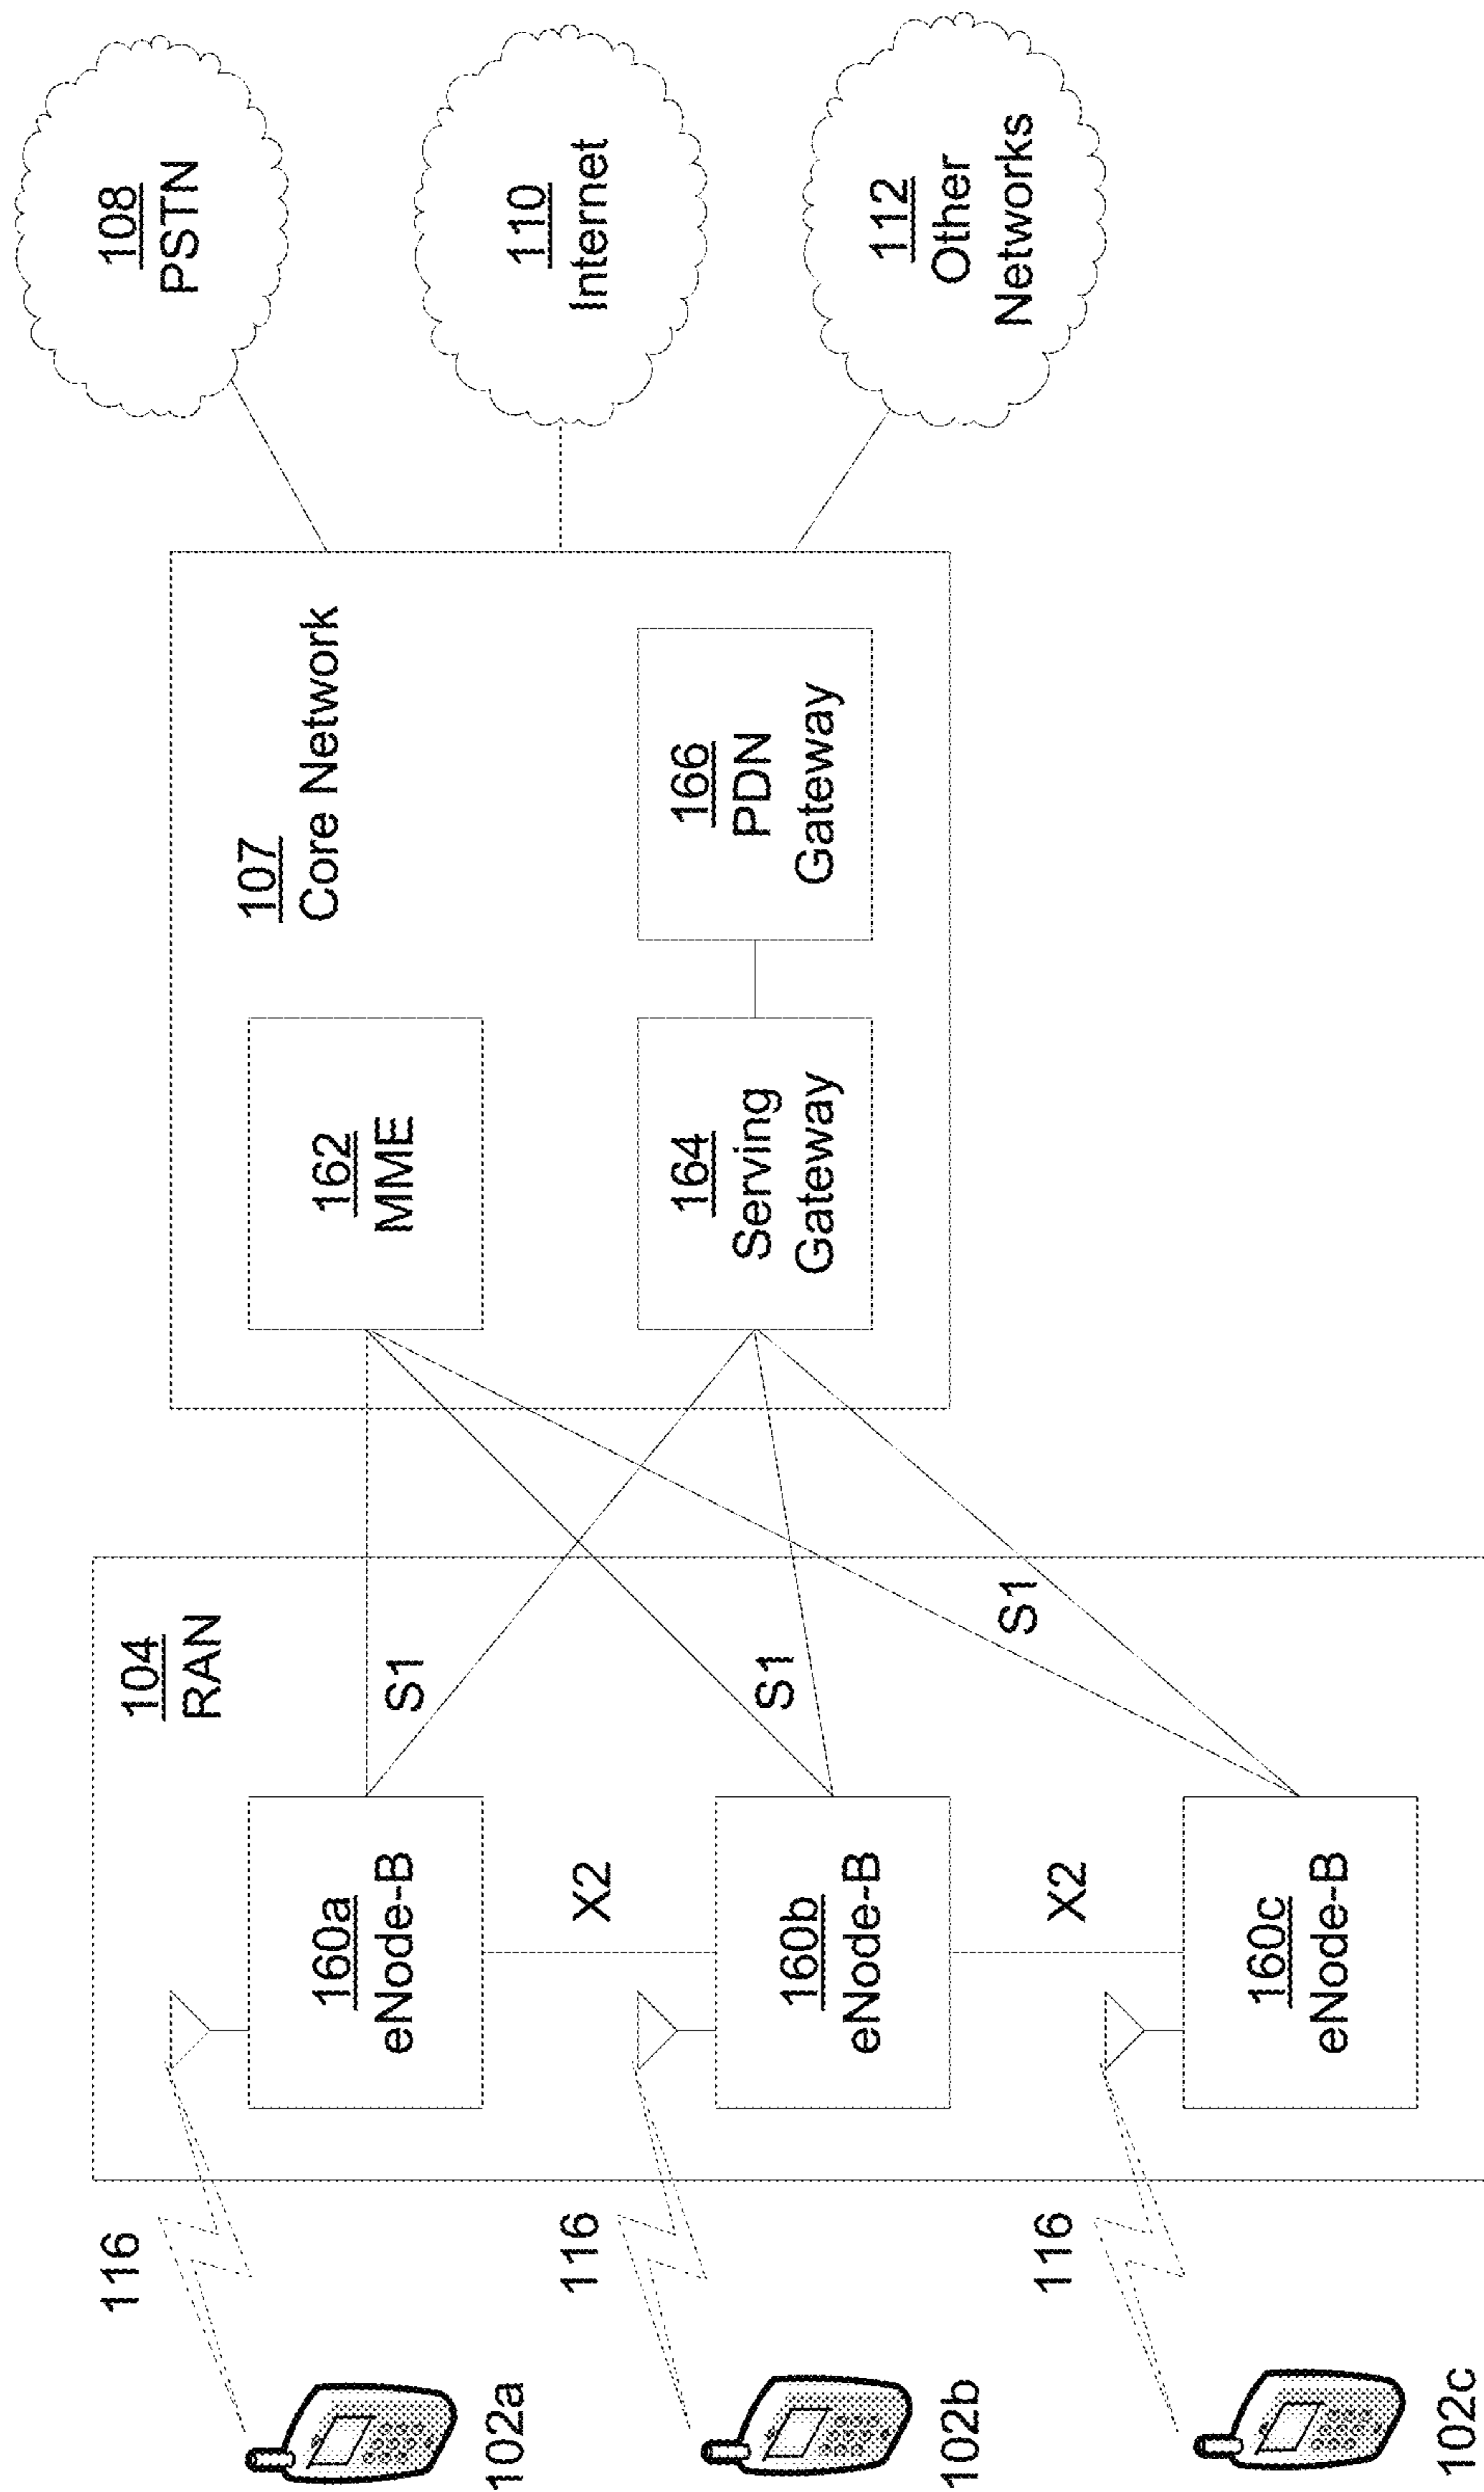 102a
102b
102c
116
116
116
104
RAN
160a
eNode-B
X2
160b
eNode-B
X2
160c
eNode-B
S1
S1
S1
107
Core Network
162
MME
164
Serving
Gateway
166
PDN
Gateway
108
PSTN
110
Internet
112
Other
Networks